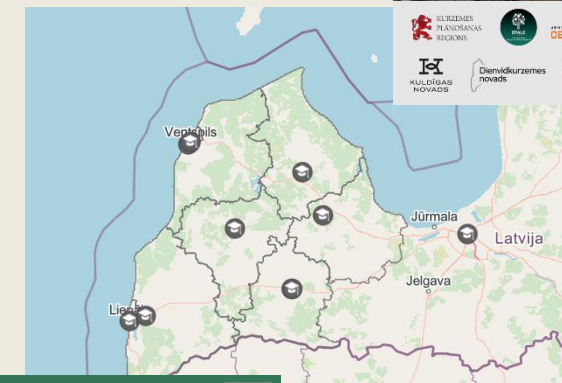 KURZEMES
PLĀNOŠANAS
REĢIONS
KULDĪGAS
NOVADS
Dienvidkurzemes
novads
Ventspils
Jūrmala
Latvija
Jelgava